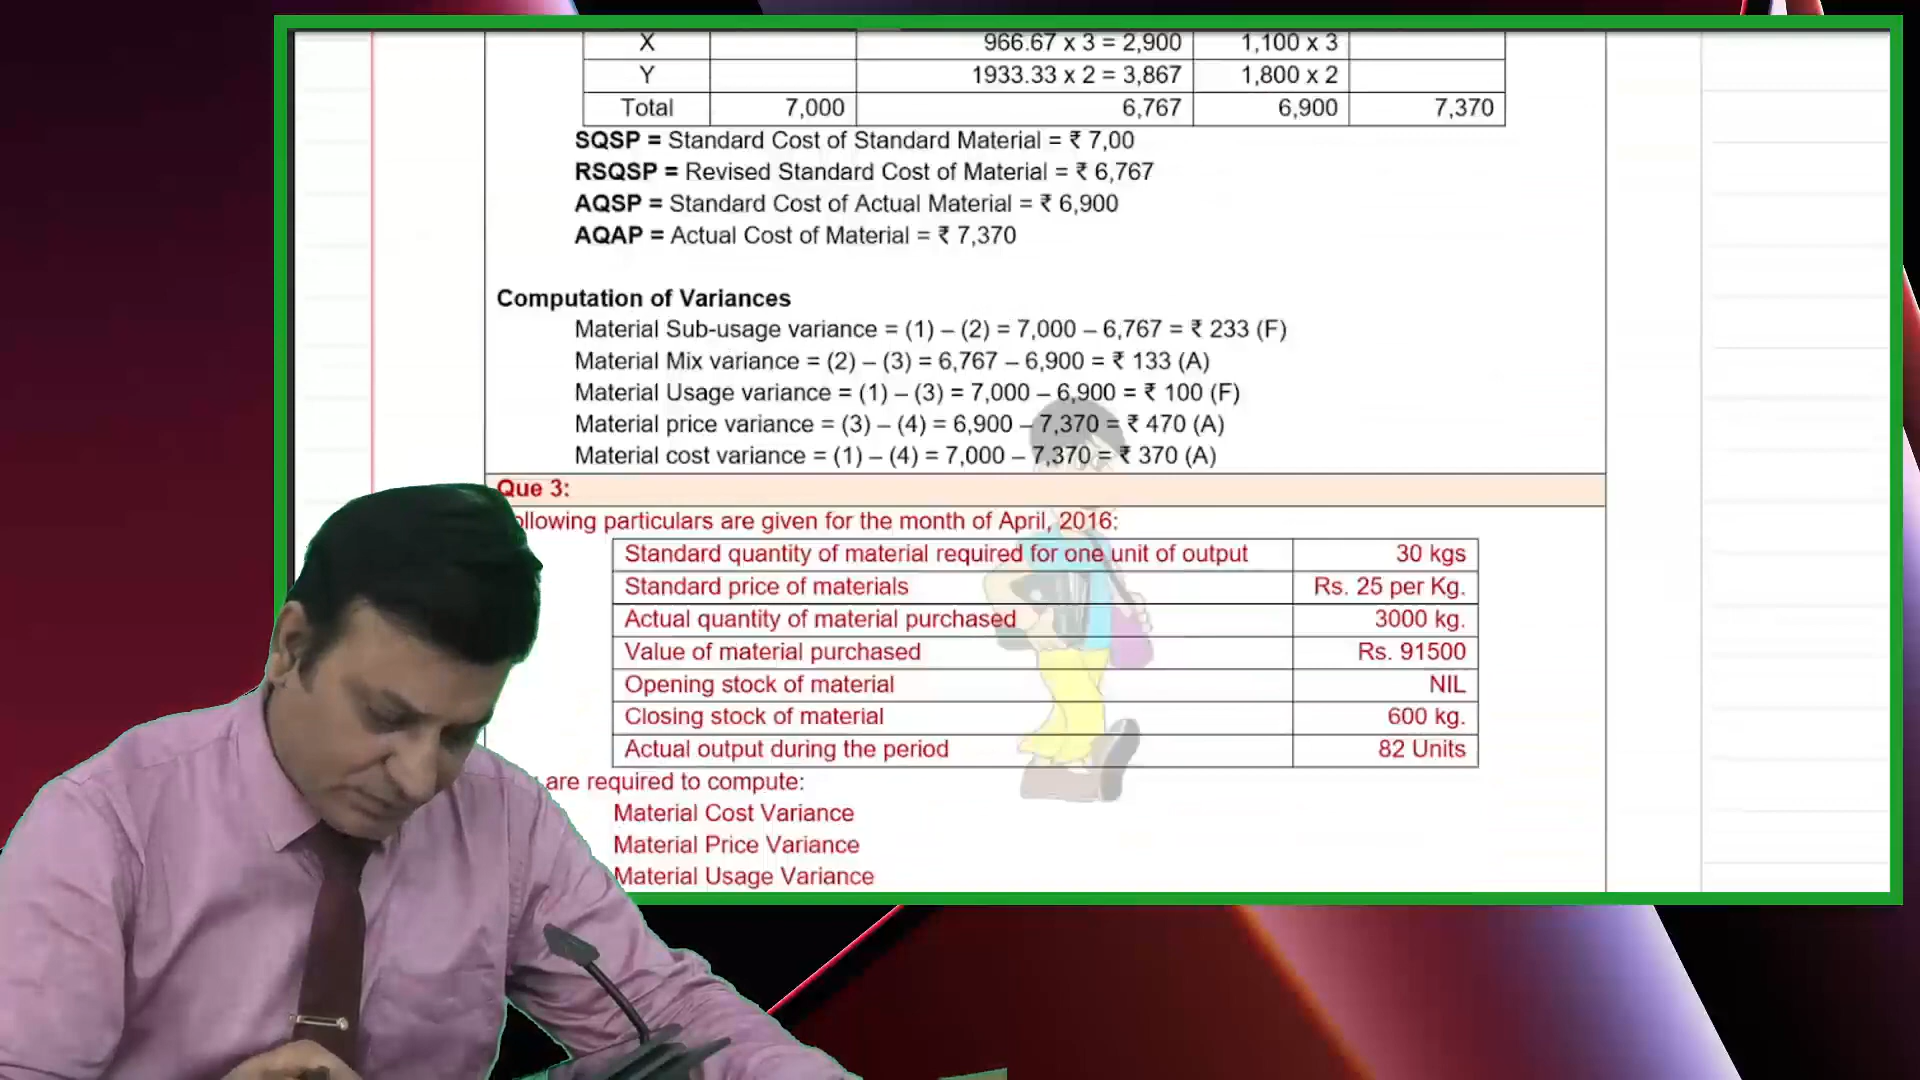 X 966.67 x 3 = 2,900 1,100 x 3
Y 1933.33 x 2 = 3,867 1,800 x 2
Total 7,000 6,767 6,900 7,370
SQSP = Standard Cost of Standard Material = ₹ 7,00
RSQSP = Revised Standard Cost of Material = ₹ 6,767
AQSP = Standard Cost of Actual Material = ₹ 6,900
AQAP = Actual Cost of Material = ₹ 7,370
Computation of Variances
Material Sub-usage variance = (1) – (2) = 7,000 – 6,767 = ₹ 233 (F)
Material Mix variance = (2) – (3) = 6,767 – 6,900 = ₹ 133 (A)
Material Usage variance = (1) – (3) = 7,000 – 6,900 = ₹ 100 (F)
Material price variance = (3) – (4) = 6,900 – 7,370 = ₹ 470 (A)
Material cost variance = (1) – (4) = 7,000 – 7,370 = ₹ 370 (A)
Que 3:
ollowing particulars are given for the month of April, 2016:
Standard quantity of material required for one unit of output 30 kgs
Standard price of materials Rs. 25 per Kg.
Actual quantity of material purchased 3000 kg.
Value of material purchased Rs. 91500
Opening stock of material NIL
Closing stock of material 600 kg.
Actual output during the period 82 Units
are required to compute:
Material Cost Variance
Material Price Variance
Material Usage Variance